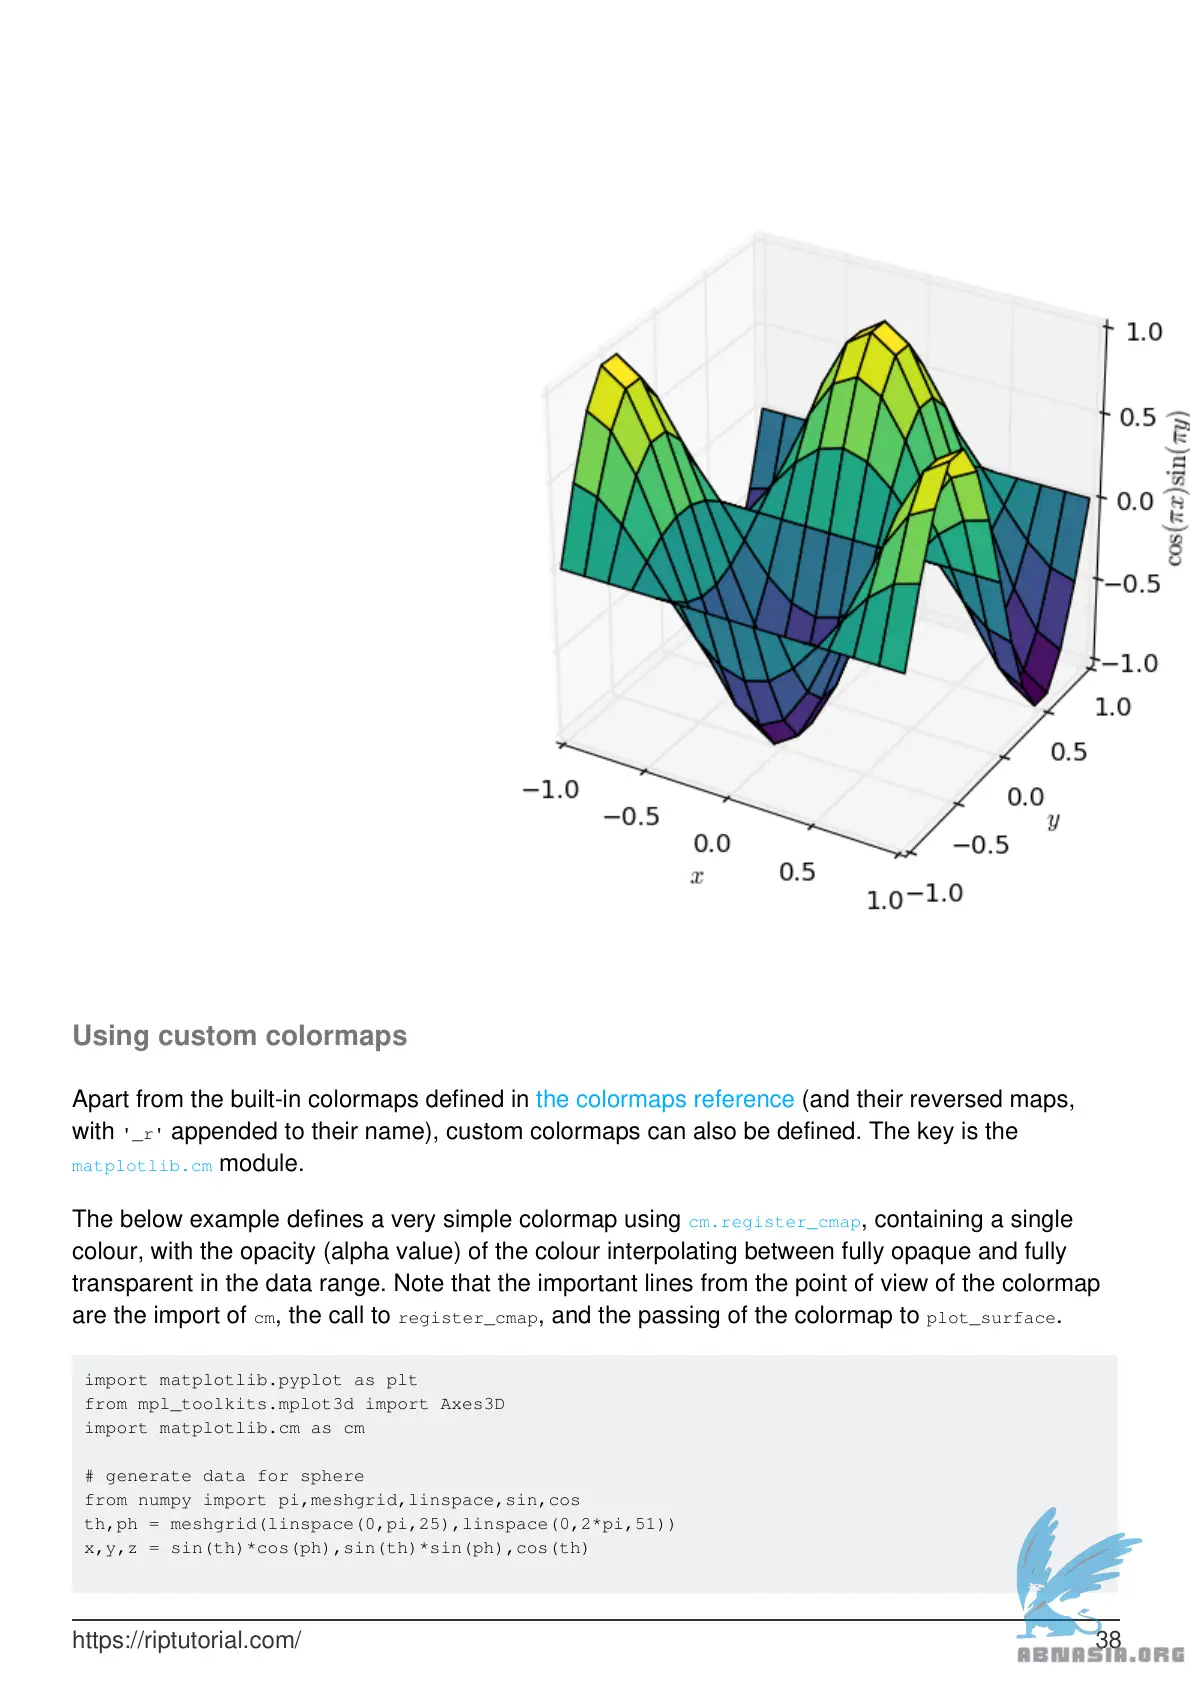 1.0
0.5
0.0
−0.5
−1.0
cos(πx)sin(πy)
1.0
0.5
0.0
−0.5
−1.0
y
−1.0
−0.5
0.0
0.5
1.0
x
Using custom colormaps
Apart from the built-in colormaps defined in the colormaps reference (and their reversed maps,
with '_r' appended to their name), custom colormaps can also be defined. The key is the
matplotlib.cm module.
The below example defines a very simple colormap using cm.register_cmap, containing a single
colour, with the opacity (alpha value) of the colour interpolating between fully opaque and fully
transparent in the data range. Note that the important lines from the point of view of the colormap
are the import of cm, the call to register_cmap, and the passing of the colormap to plot_surface.
import matplotlib.pyplot as plt
from mpl_toolkits.mplot3d import Axes3D
import matplotlib.cm as cm
# generate data for sphere
from numpy import pi,meshgrid,linspace,sin,cos
th,ph = meshgrid(linspace(0,pi,25),linspace(0,2*pi,51))
x,y,z = sin(th)*cos(ph),sin(th)*sin(ph),cos(th)
https://riptutorial.com/
38
ABNASIA.ORG